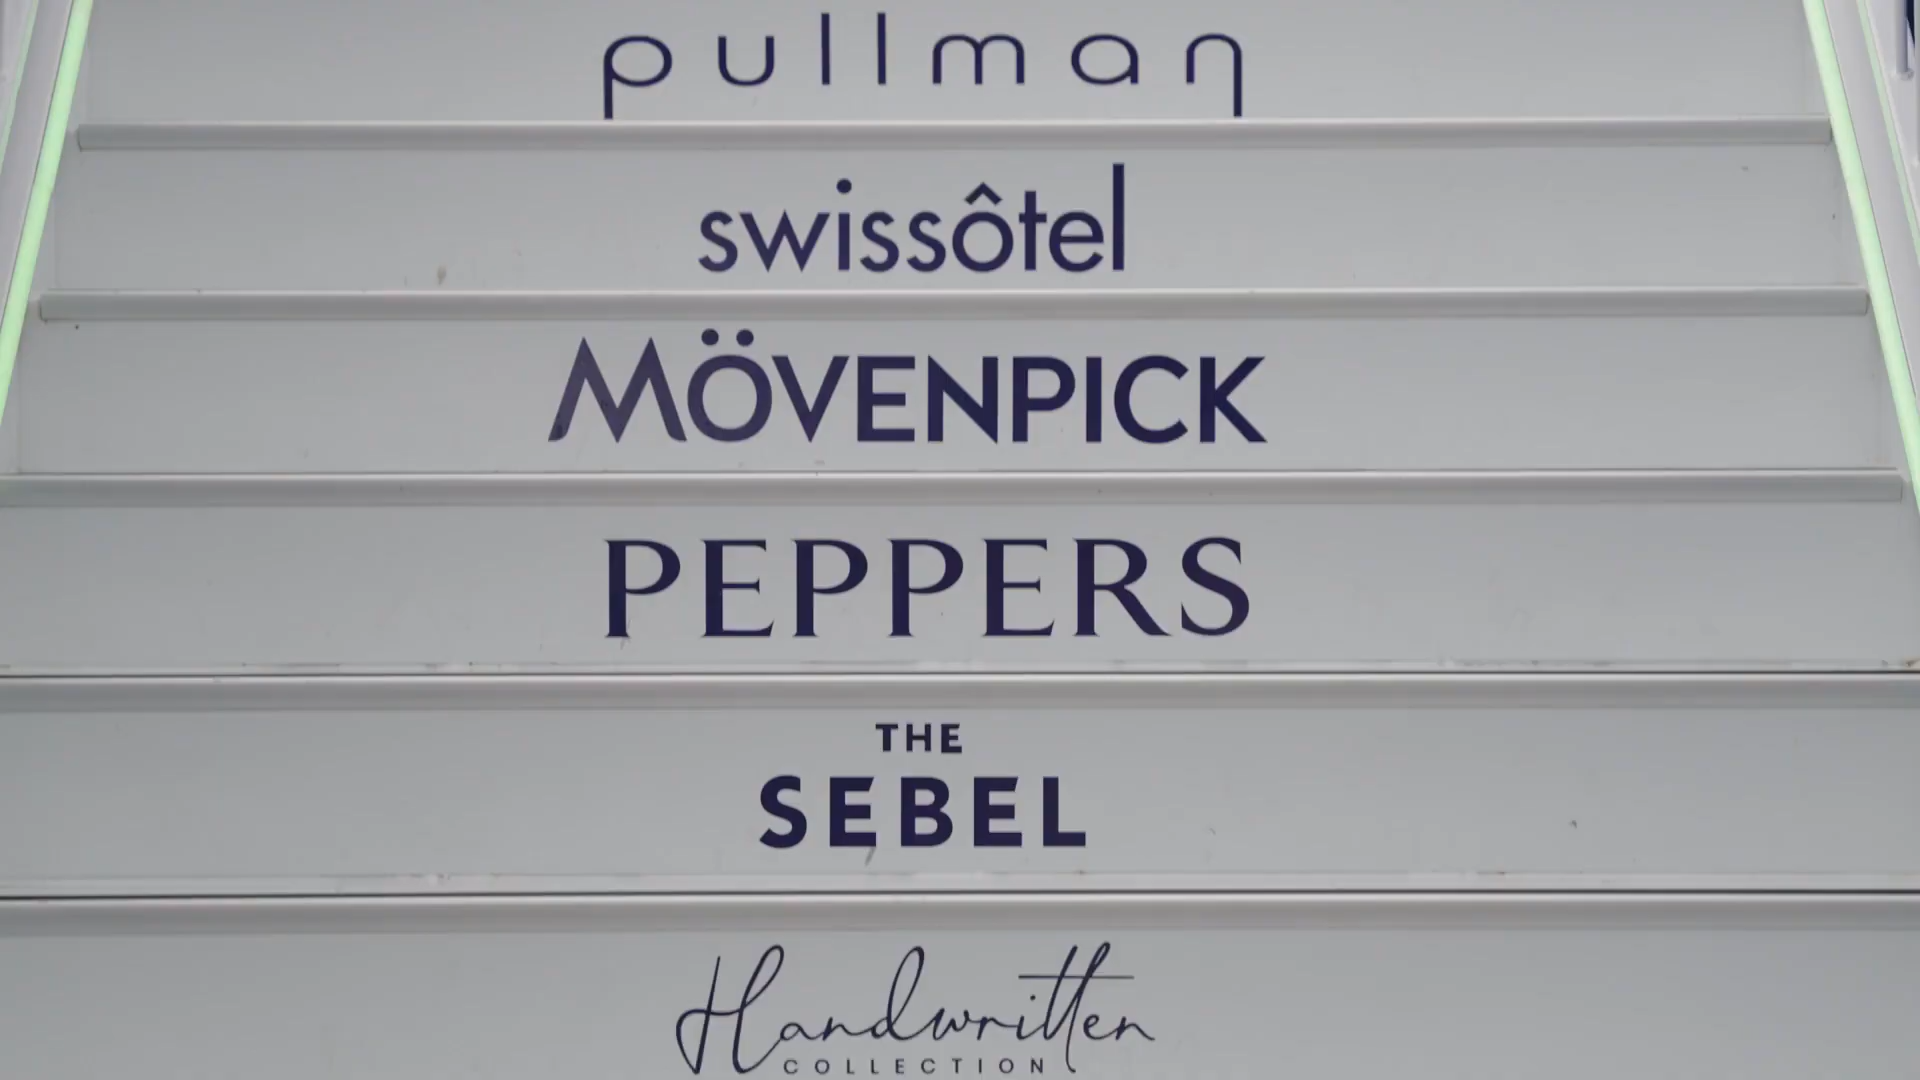 pullman
swissôtel
MÖVENPICK
PEPPERS
THE
SEBEL
Handwritten
COLLECTION